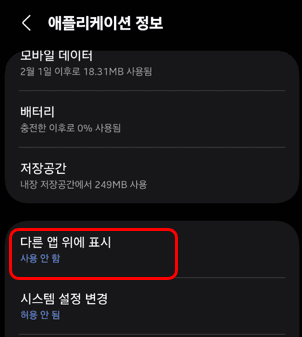 애플리케이션 정보
모바일 데이터
2월 1일 이후로 18.31MB 사용됨
배터리
충전한 이후로 0% 사용됨
저장공간
내장 저장공간에서 249MB 사용
다른 앱 위에 표시
사용 안 함
시스템 설정 변경
허용 안 됨